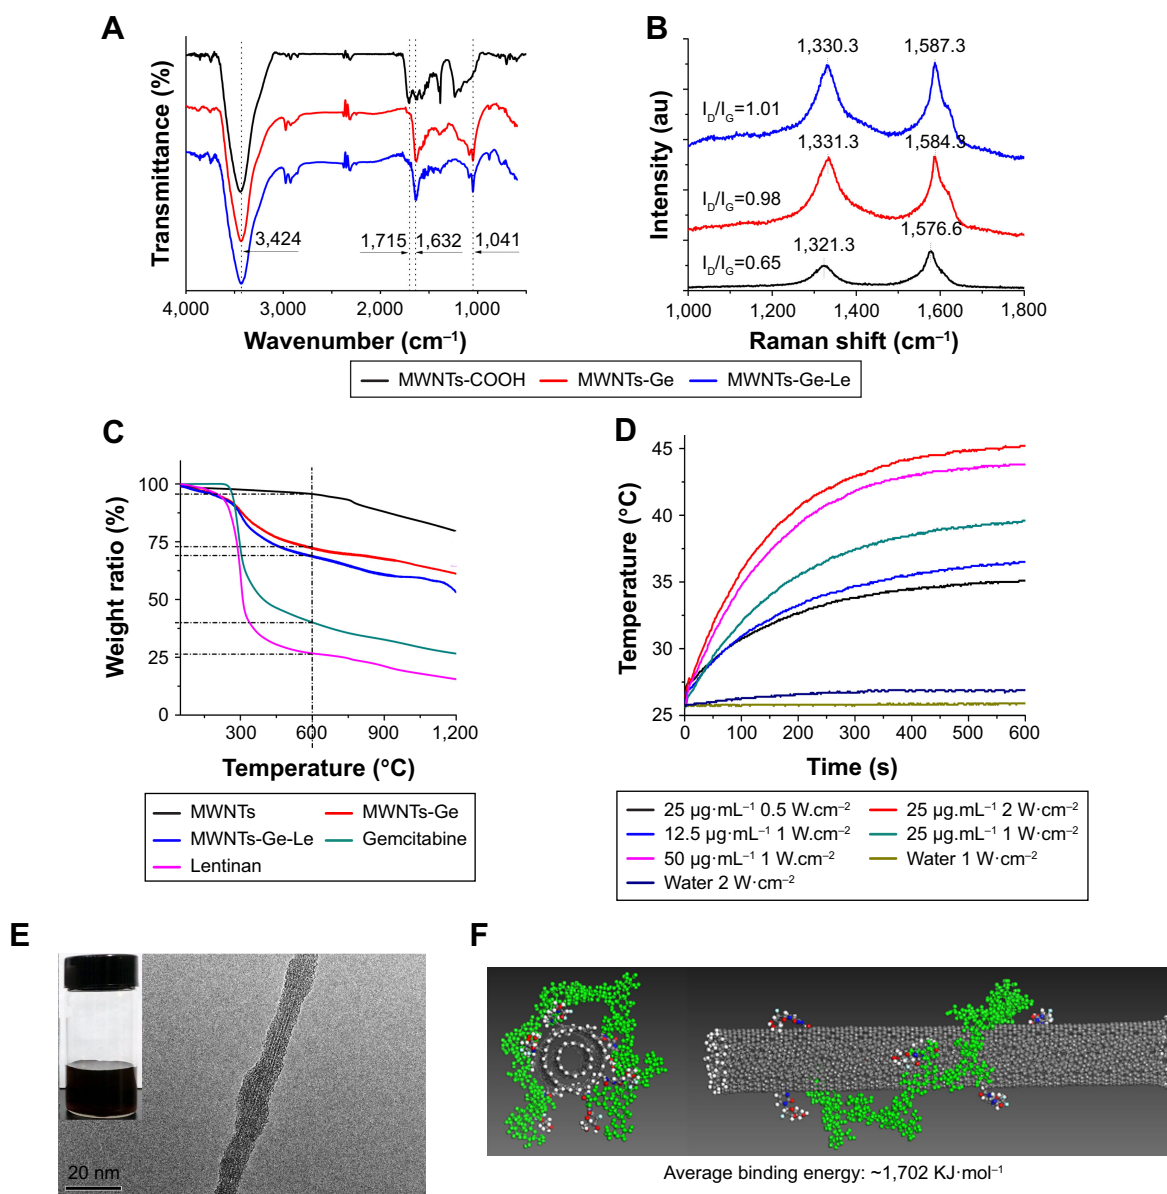 A
Transmittance (%)
3,424
1,715
1,632
1,041
4,000
3,000
2,000
1,000
Wavenumber (cm⁻¹)
B
Intensity (au)
1,330.3
1,587.3
I_D/I_G=1.01
1,331.3
1,584.3
I_D/I_G=0.98
1,321.3
1,576.6
I_D/I_G=0.65
1,000
1,200
1,400
1,600
1,800
Raman shift (cm⁻¹)
MWNTs-COOH MWNTs-Ge MWNTs-Ge-Le
C
Weight ratio (%)
100
75
50
25
0
300
600
900
1,200
Temperature (°C)
MWNTs MWNTs-Ge
MWNTs-Ge-Le Gemcitabine
Lentinan
D
Temperature (°C)
45
40
35
30
25
0
100
200
300
400
500
600
Time (s)
25 µg·mL⁻¹ 0.5 W.cm⁻² 25 µg.mL⁻¹ 2 W·cm⁻²
12.5 µg·mL⁻¹ 1 W.cm⁻² 25 µg.mL⁻¹ 1 W·cm⁻²
50 µg·mL⁻¹ 1 W.cm⁻² Water 1 W·cm⁻²
Water 2 W·cm⁻²
E
20 nm
F
Average binding energy: ~1,702 KJ·mol⁻¹